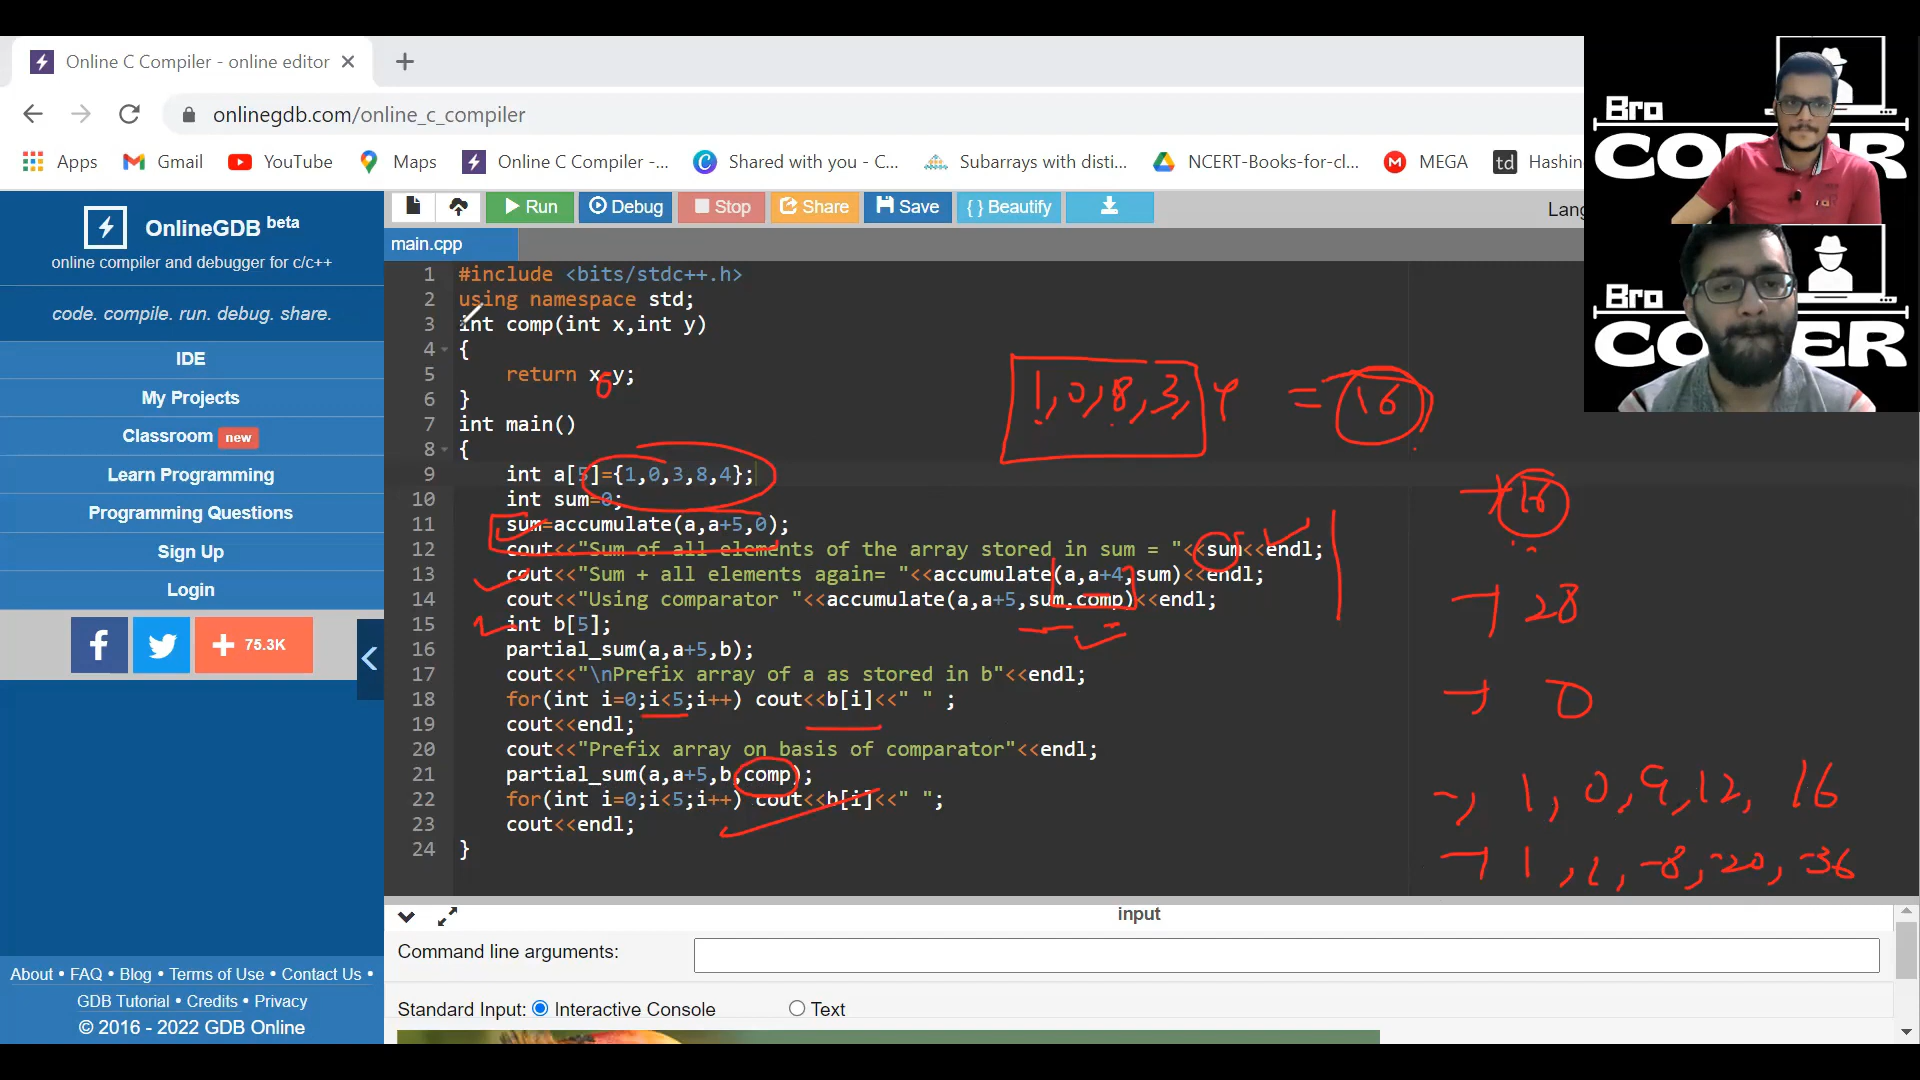 Online C Compiler - online editor
onlinegdb.com/online_c_compiler
Apps Gmail YouTube Maps Online C Compiler -... Shared with you - C... Subarrays with disti... NCERT-Books-for-cl... MEGA td Hashin
Bro
CODER
Bro
CODER
OnlineGDB beta
online compiler and debugger for c/c++
code. compile. run. debug. share.
IDE
My Projects
Classroom new
Learn Programming
Programming Questions
Sign Up
Login
f + 75.3K
About • FAQ • Blog • Terms of Use • Contact Us •
GDB Tutorial • Credits • Privacy
© 2016 - 2022 GDB Online
Run Debug Stop Share Save { } Beautify
Lang
main.cpp
1 #include <bits/stdc++.h>
2 using namespace std;
3 int comp(int x,int y)
4 {
5 return x y;
6 }
7 int main()
8 {
9 int a[5]={1,0,3,8,4};
10 int sum=0;
11 sum=accumulate(a,a+5,0);
12 cout<<"Sum of all elements of the array stored in sum = "<<sum<<endl;
13 cout<<"Sum + all elements again= "<<accumulate(a,a+4,sum)<<endl;
14 cout<<"Using comparator "<<accumulate(a,a+5,sum,comp)<<endl;
15 int b[5];
16 partial_sum(a,a+5,b);
17 cout<<"\nPrefix array of a as stored in b"<<endl;
18 for(int i=0;i<5;i++) cout<<b[i]<<" " ;
19 cout<<endl;
20 cout<<"Prefix array on basis of comparator"<<endl;
21 partial_sum(a,a+5,b,comp);
22 for(int i=0;i<5;i++) cout<<b[i]<<" ";
23 cout<<endl;
24 }
1,0,8,3,4 = 16
→ 16
→ 28
→ 0
→ 1, 0, 9, 12, 16
→ 1, 1, -8, -20, -36
input
Command line arguments:
Standard Input: Interactive Console Text